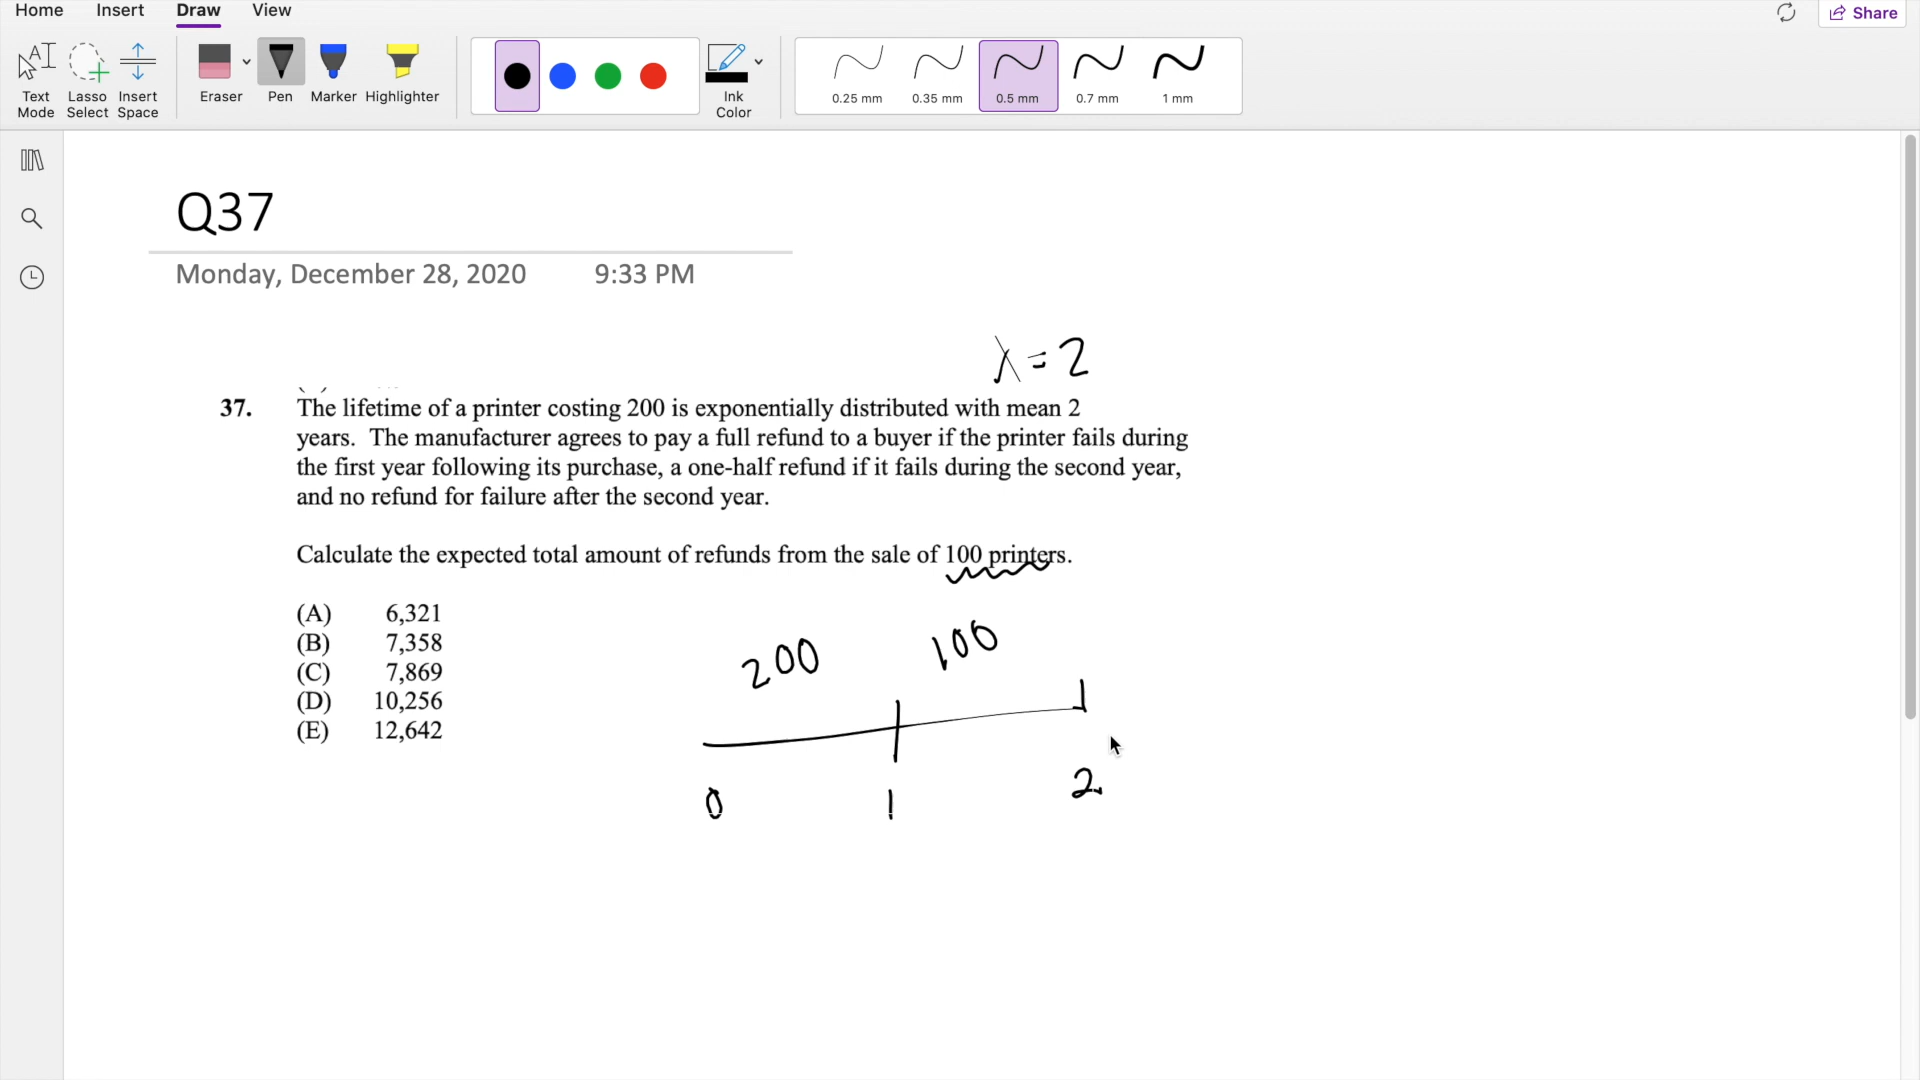 Home Insert Draw View Share
Text Mode Lasso Select Insert Space Eraser Pen Marker Highlighter Ink Color 0.25 mm 0.35 mm 0.5 mm 0.7 mm 1 mm
Q37
Monday, December 28, 2020 9:33 PM
λ = 2
37. The lifetime of a printer costing 200 is exponentially distributed with mean 2
years. The manufacturer agrees to pay a full refund to a buyer if the printer fails during
the first year following its purchase, a one-half refund if it fails during the second year,
and no refund for failure after the second year.
Calculate the expected total amount of refunds from the sale of 100 printers.
(A) 6,321
(B) 7,358
(C) 7,869
(D) 10,256
(E) 12,642
200 100
0 1 2